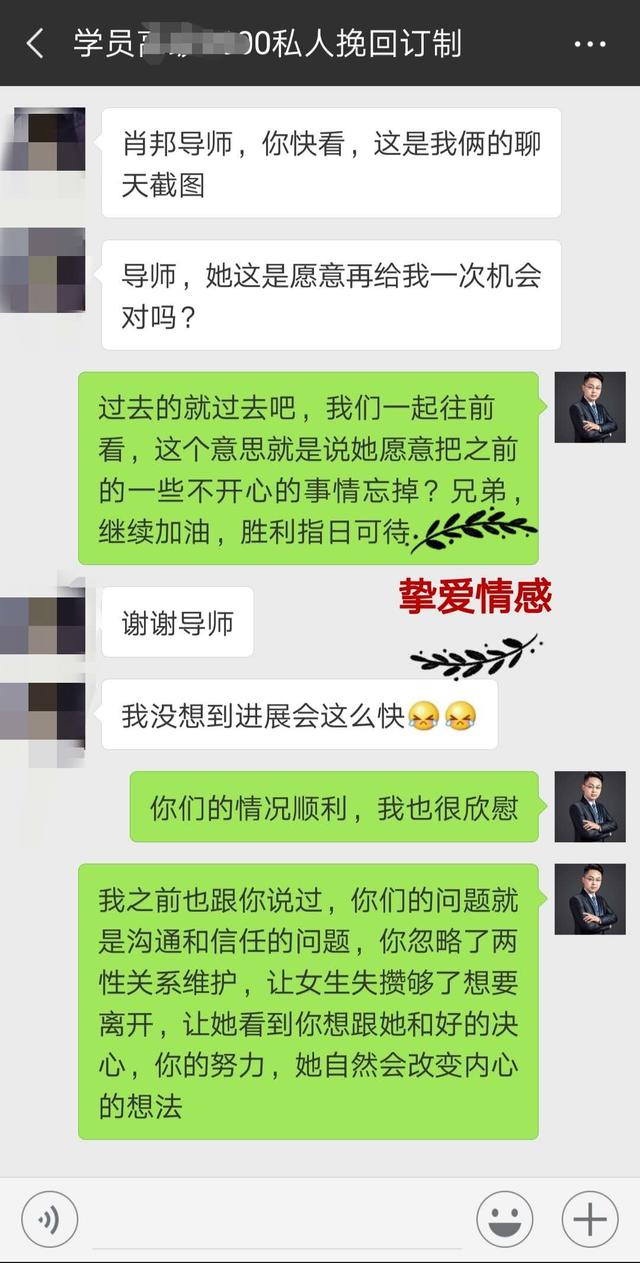 学员高 00私人挽回订制
肖邦导师，你快看，这是我俩的聊
天截图
导师，她这是愿意再给我一次机会
对吗？
过去的就过去吧，我们一起往前
看，这个意思就是说她愿意把之前
的一些不开心的事情忘掉？兄弟，
继续加油，胜利指日可待
挚爱情感
谢谢导师
我没想到进展会这么快😹😹
你们的情况顺利，我也很欣慰
我之前也跟你说过，你们的问题就
是沟通和信任的问题，你忽略了两
性关系维护，让女生失攒够了想要
离开，让她看到你想跟她和好的决
心，你的努力，她自然会改变内心
的想法